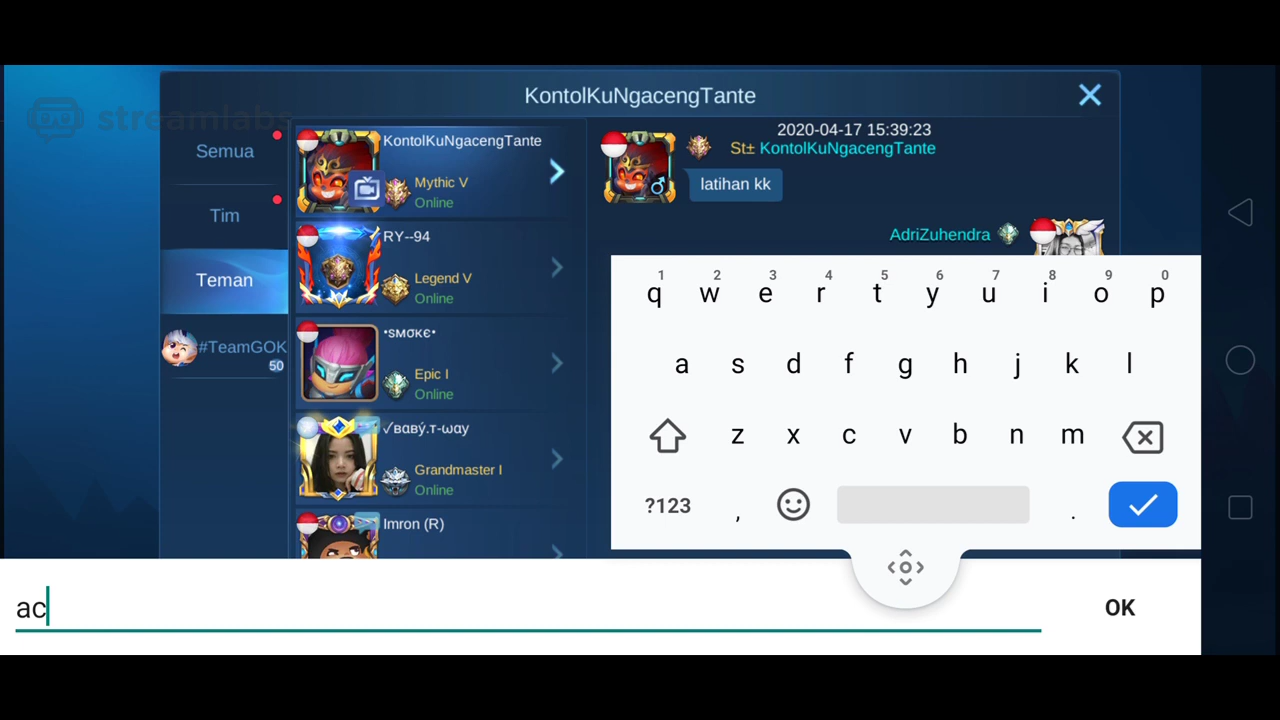 KontolKuNgacengTante
streamlabs
Semua
Tim
Teman
#TeamGOK
50
KontolKuNgacengTante
Mythic V
Online
RY--94
Legend V
Online
•ѕмσкє•
Epic I
Online
✓вαвý.т-ωαу
Grandmaster I
Online
Imron (R)
2020-04-17 15:39:23
St± KontolKuNgacengTante
latihan kk
AdriZuhendra
1 2 3 4 5 6 7 8 9 0
q w e r t y u i o p
a s d f g h j k l
z x c v b n m
?123 , .
ac
OK